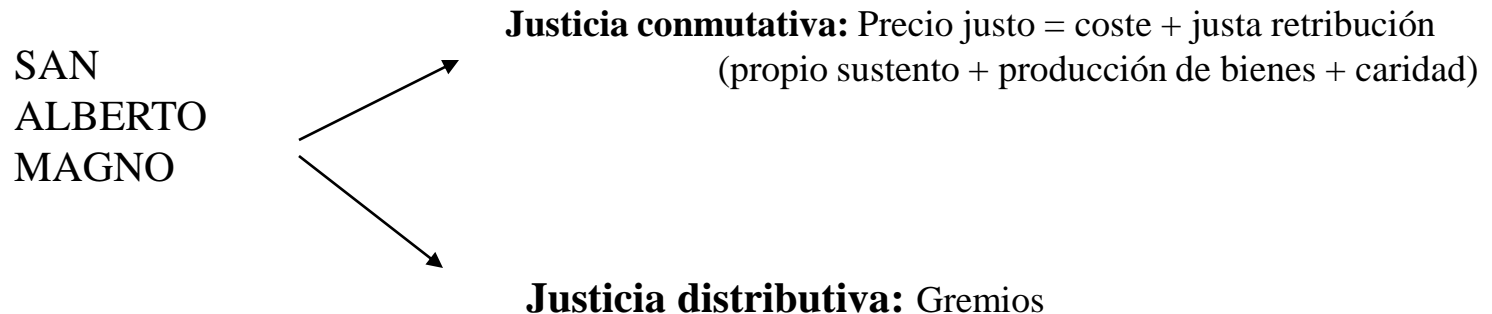 SAN
ALBERTO
MAGNO
Justicia conmutativa: Precio justo = coste + justa retribución
(propio sustento + producción de bienes + caridad)
Justicia distributiva: Gremios